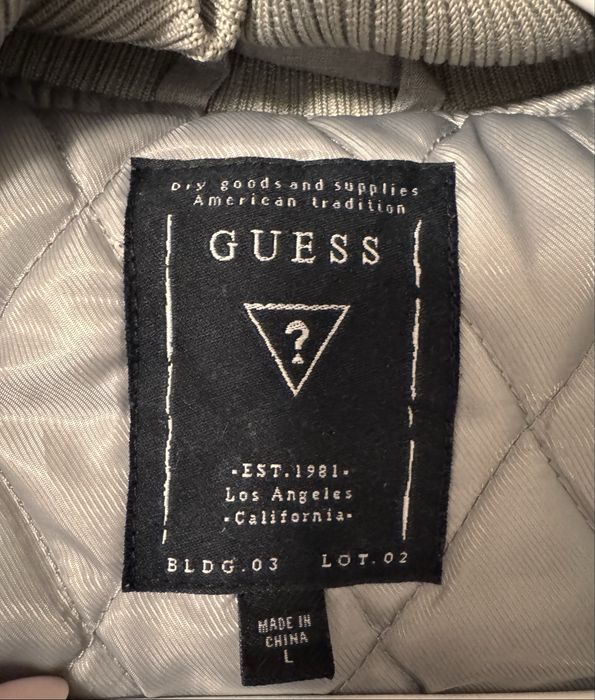 Dry goods and supplies
American tradition
GUESS
?
•EST.1981•
Los Angeles
•California•
BLDG.03 LOT.02
MADE IN
CHINA
L